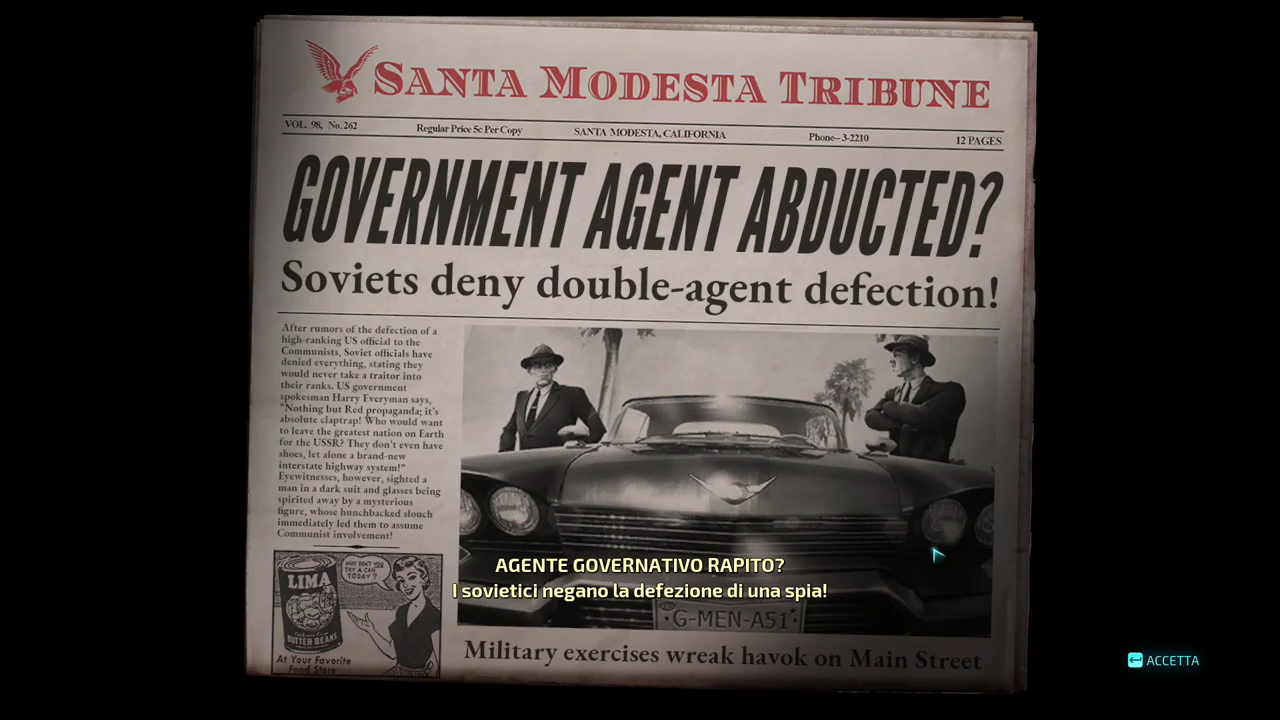 SANTA MODESTA TRIBUNE
VOL. 98, No. 262 Regular Price 5c Per Copy SANTA MODESTA, CALIFORNIA Phone– 3-2210 12 PAGES
GOVERNMENT AGENT ABDUCTED?
Soviets deny double-agent defection!
After rumors of the defection of a
high-ranking US official to the
Communists, Soviet officials have
denied everything, stating they
would never take a traitor into
their ranks. US government
spokesman Harry Everyman says,
"Nothing but Red propaganda; it's
absolute claptrap! Who would want
to leave the greatest nation on Earth
for the USSR? They don't even have
shoes, let alone a brand-new
interstate highway system!"
Eyewitnesses, however, sighted a
man in a dark suit and glasses being
spirited away by a mysterious
figure, whose hunchbacked slouch
immediately led them to assume
Communist involvement!
WHY DON'T YOU
TRY A CAN
TODAY?
LIMA
BUTTER BEANS
At Your Favorite
Food Store
G-MEN-A51
AGENTE GOVERNATIVO RAPITO?
I sovietici negano la defezione di una spia!
Military exercises wreak havok on Main Street
ACCETTA